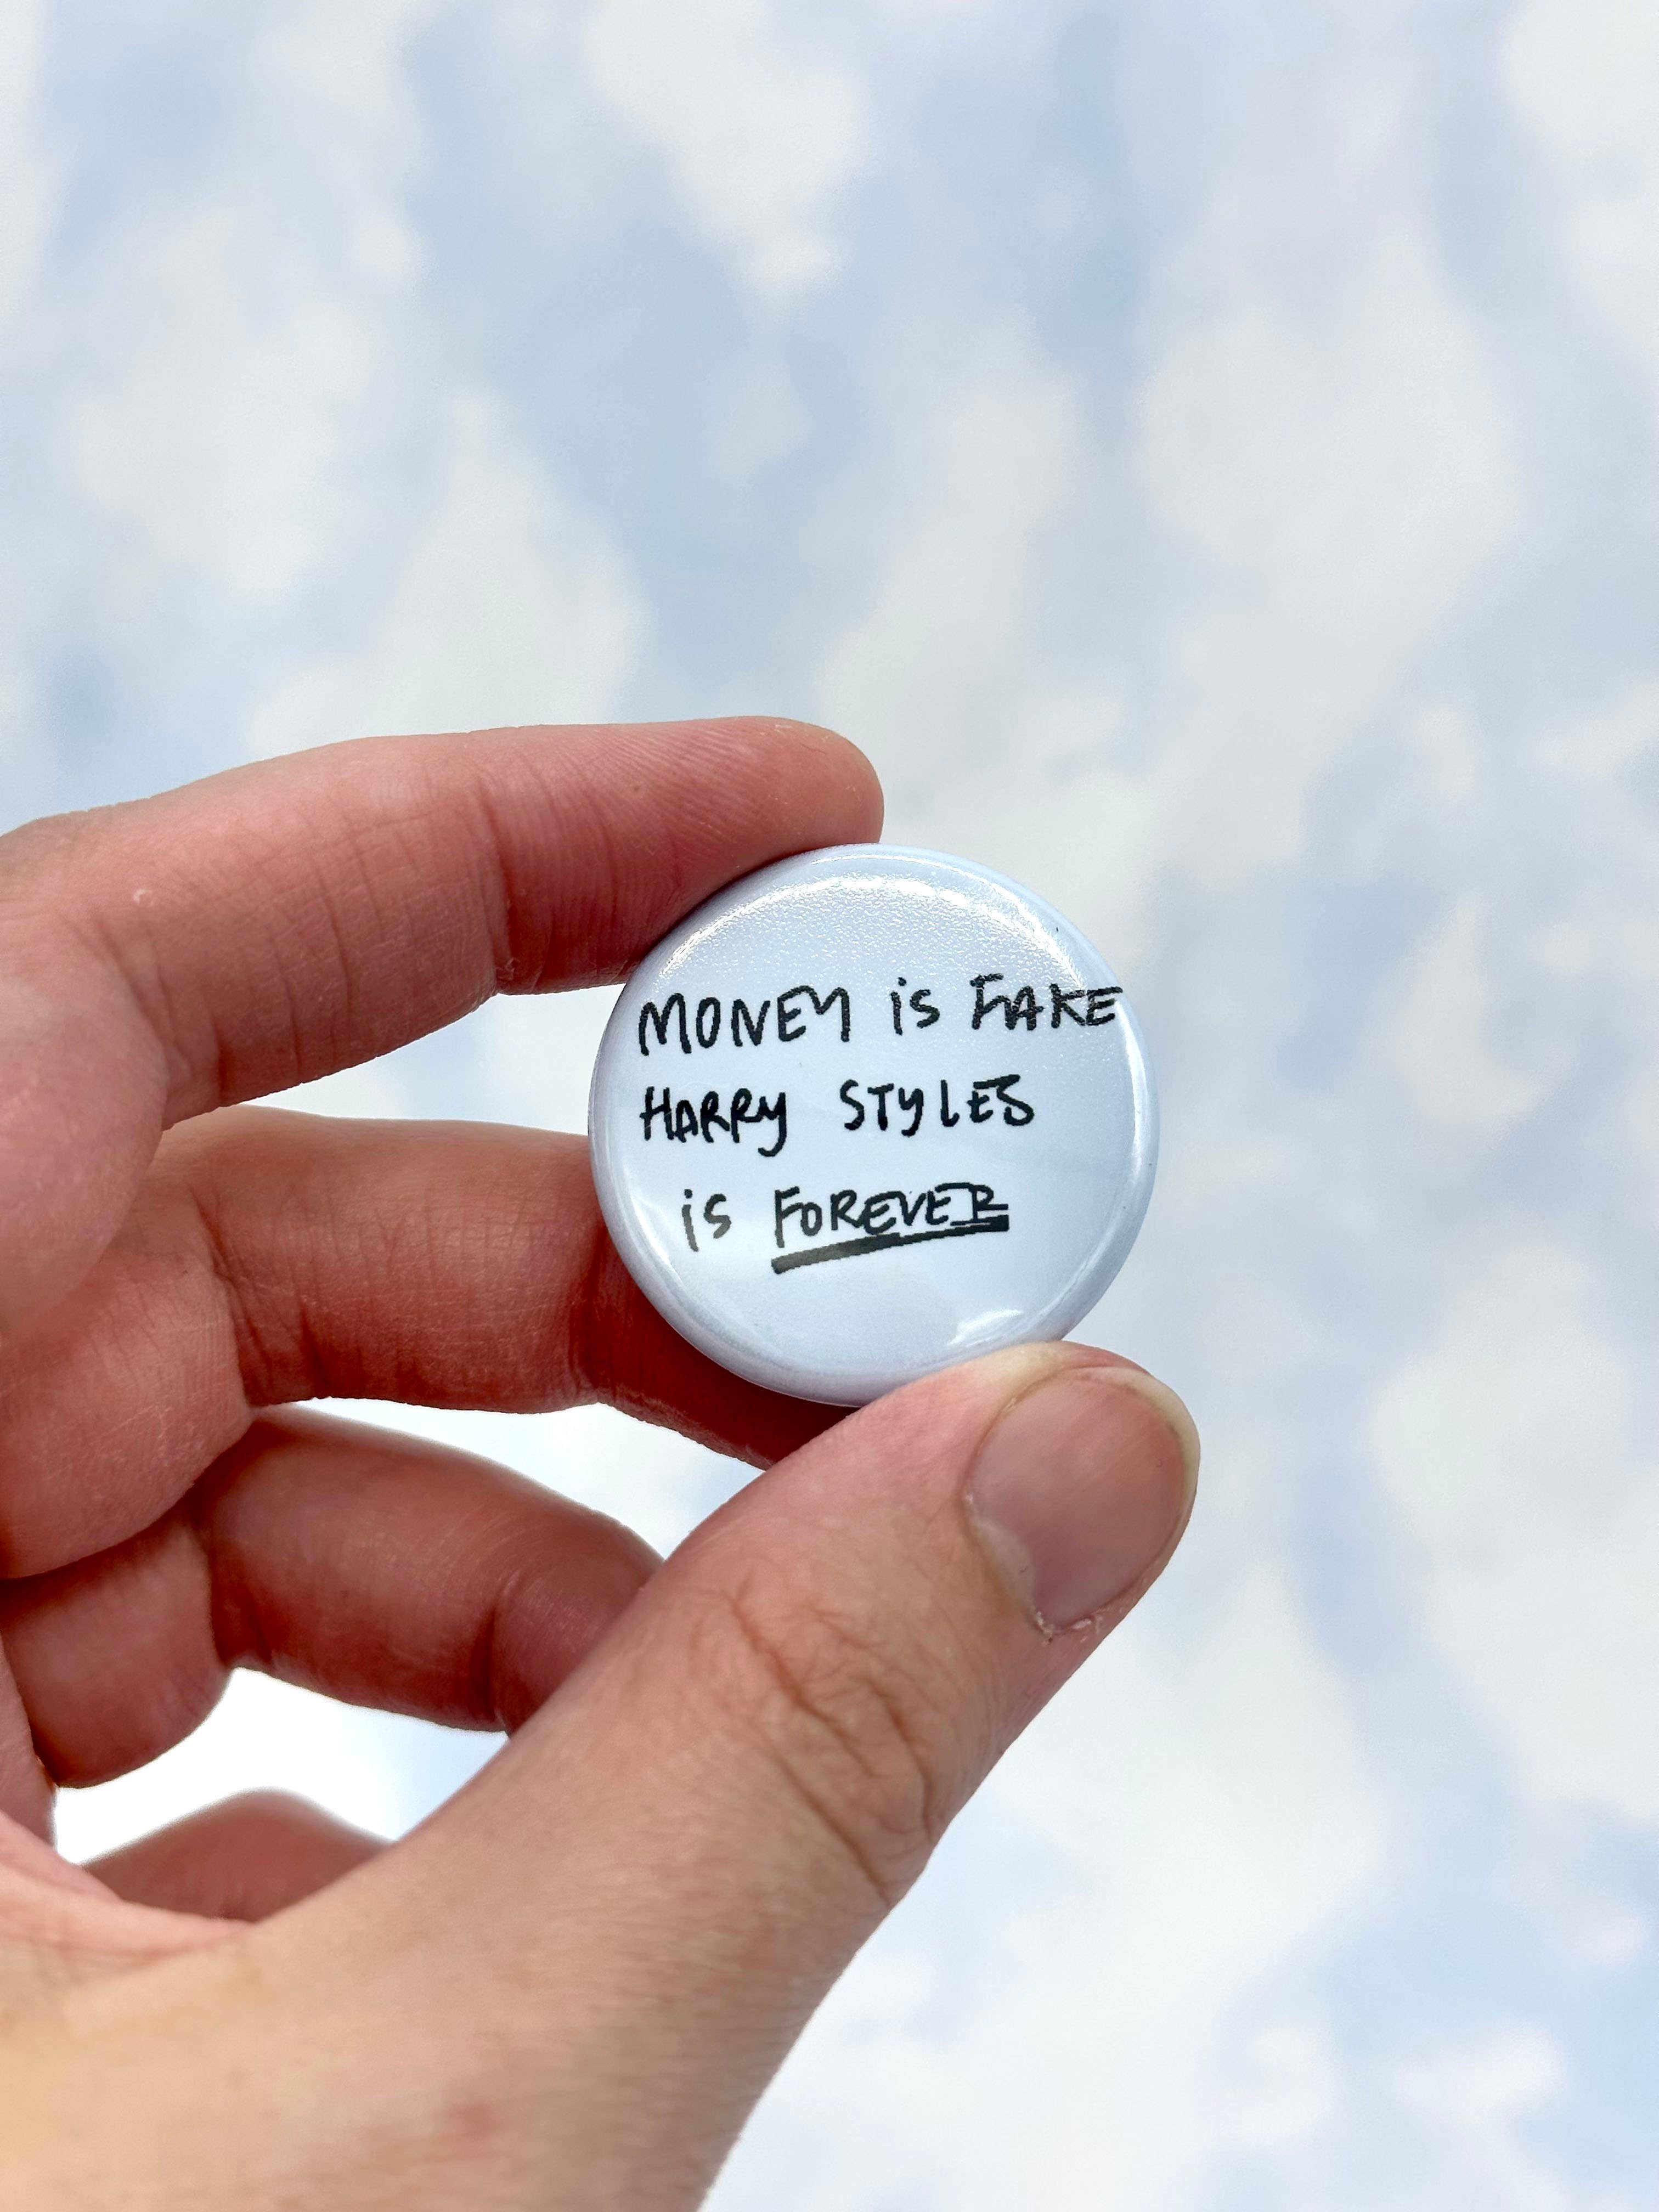 MONEY is FAKE
HARRY STYLES
is FOREVER